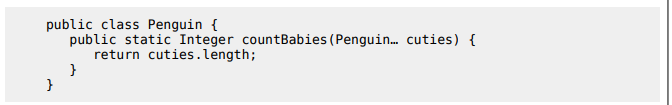 public class Penguin {
public static Integer countBabies(Penguin… cuties) {
return cuties.length;
}
}